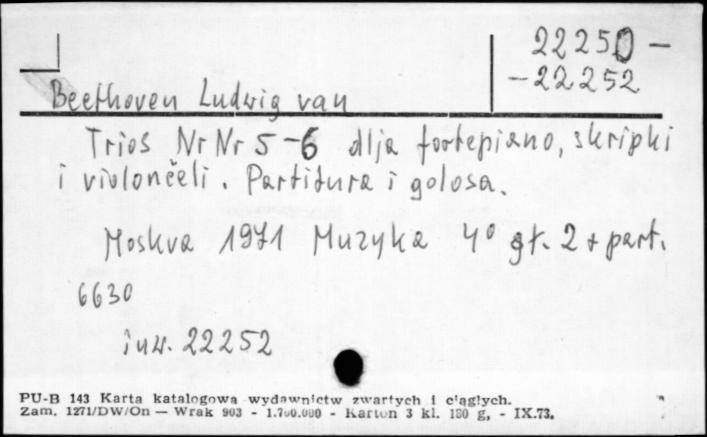 22250 –
– 22252
Beethoven Ludwig van
Trios Nr Nr 5-6 dlja fortepiano, skripki
i violončeli. Partitura i golosa.
Moskva 1971 Muzyka 4° gł. 2 + part.
6630
inw. 22252
PU-B 143 Karta katalogowa wydawnictw zwartych i ciągłych.
Zam. 1271/DW/On — Wrak 903 - 1.700.000 - Karton 3 kl. 180 g. - IX.73.